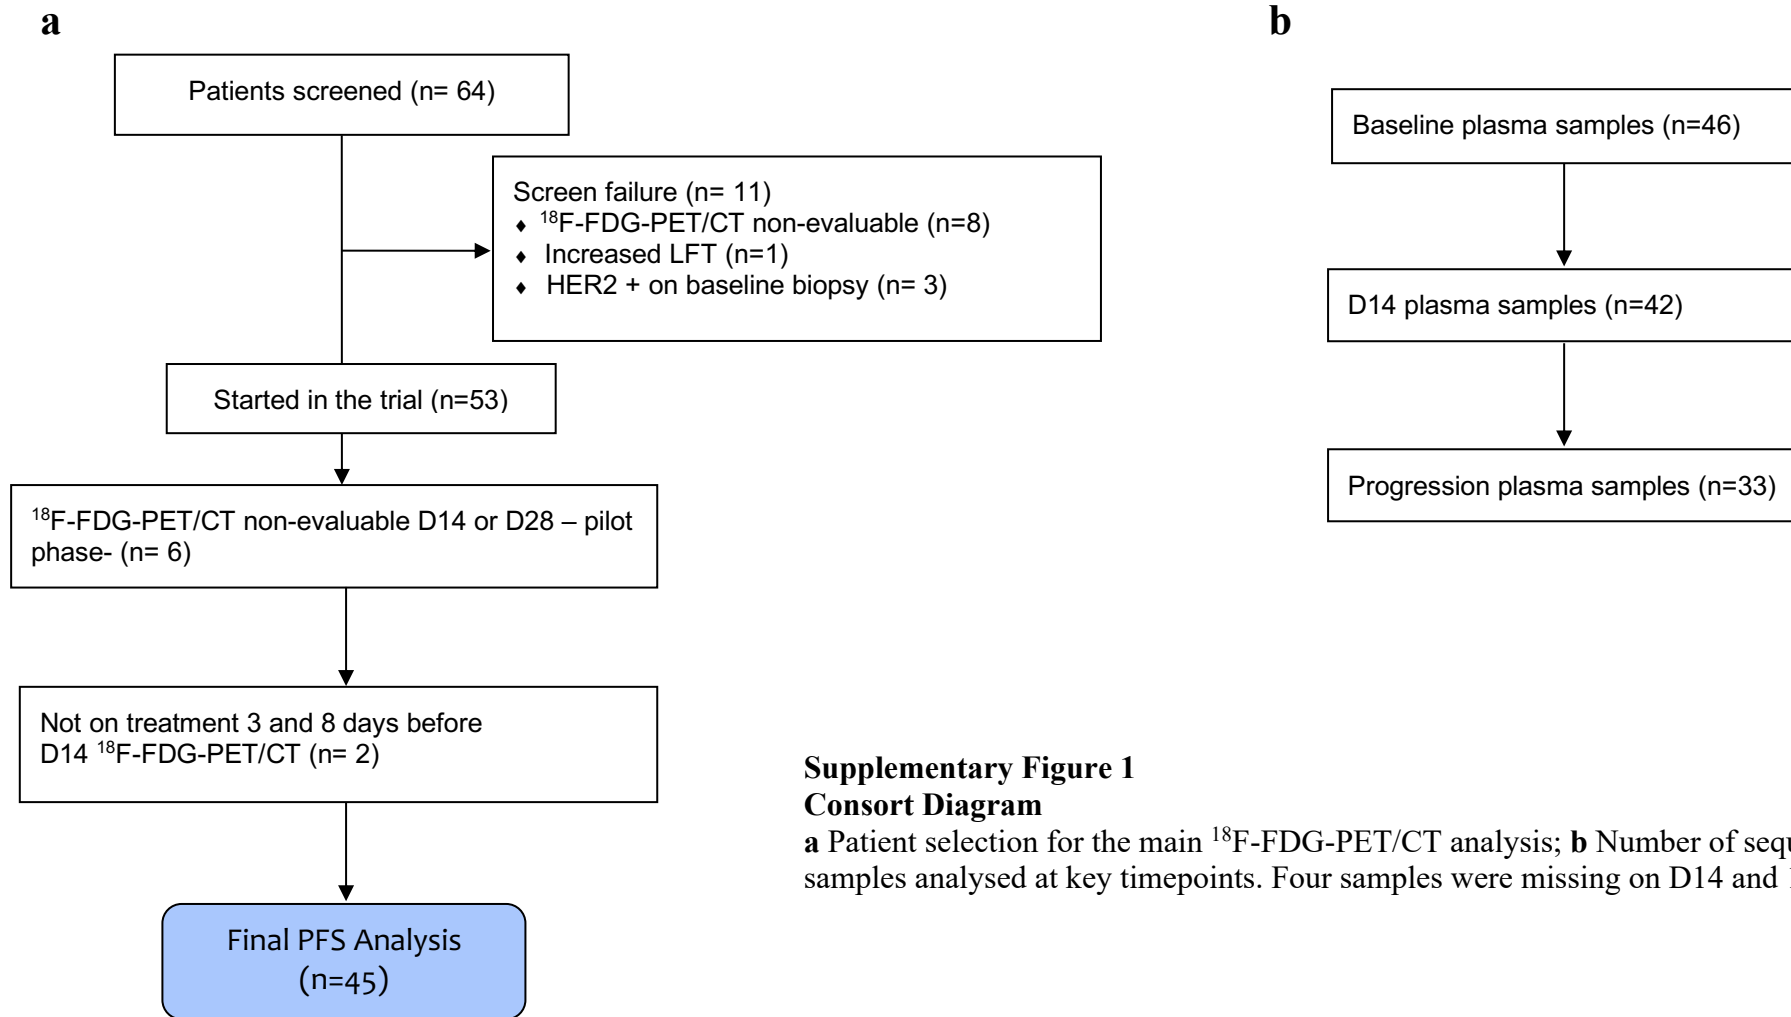 a
Patients screened (n= 64)
Screen failure (n= 11)
♦ ¹⁸F-FDG-PET/CT non-evaluable (n=8)
♦ Increased LFT (n=1)
♦ HER2 + on baseline biopsy (n= 3)
Started in the trial (n=53)
¹⁸F-FDG-PET/CT non-evaluable D14 or D28 – pilot
phase- (n= 6)
Not on treatment 3 and 8 days before
D14 ¹⁸F-FDG-PET/CT (n= 2)
Final PFS Analysis
(n=45)
b
Baseline plasma samples (n=46)
D14 plasma samples (n=42)
Progression plasma samples (n=33)
Supplementary Figure 1
Consort Diagram
a Patient selection for the main ¹⁸F-FDG-PET/CT analysis; b Number of
samples analysed at key timepoints. Four samples were missing on D14 and